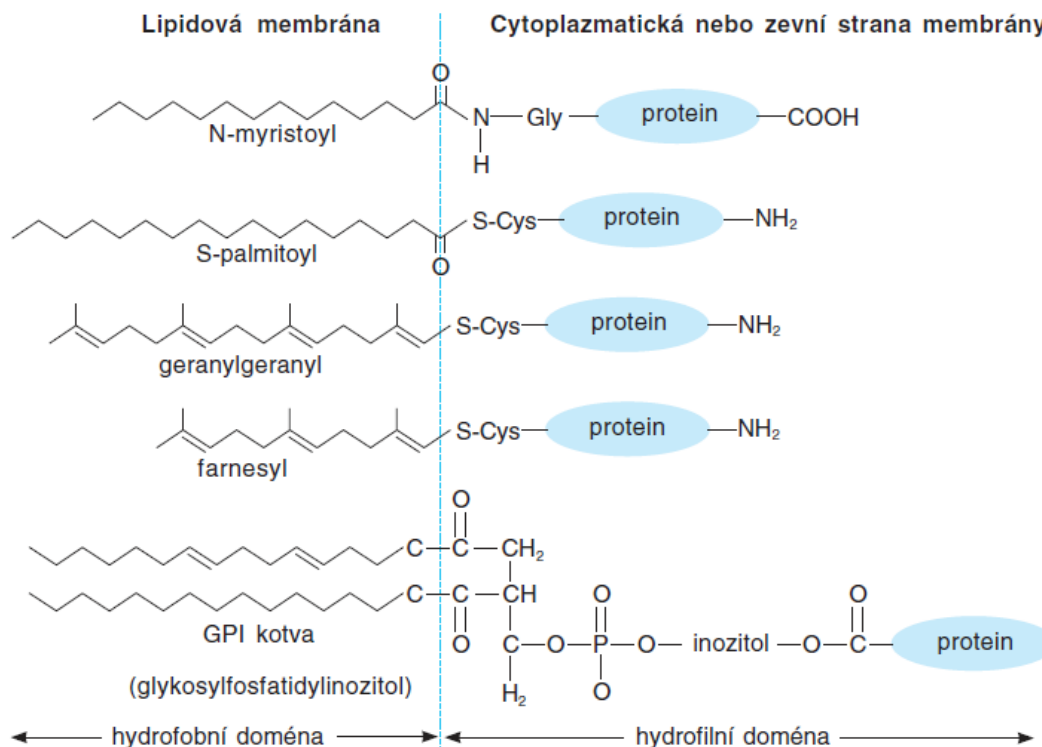 Lipidová membrána
Cytoplazmatická nebo zevní strana membrány
O
N-myristoyl
N
H
Gly
protein
COOH
S-palmitoyl
O
S-Cys
protein
NH2
geranylgeranyl
S-Cys
protein
NH2
farnesyl
S-Cys
protein
NH2
O
C C CH2
C C CH
O
GPI kotva
(glykosylfosfatidylinozitol)
O
O
C O P O inozitol O C protein
H2
O
hydrofobní doména
hydrofilní doména